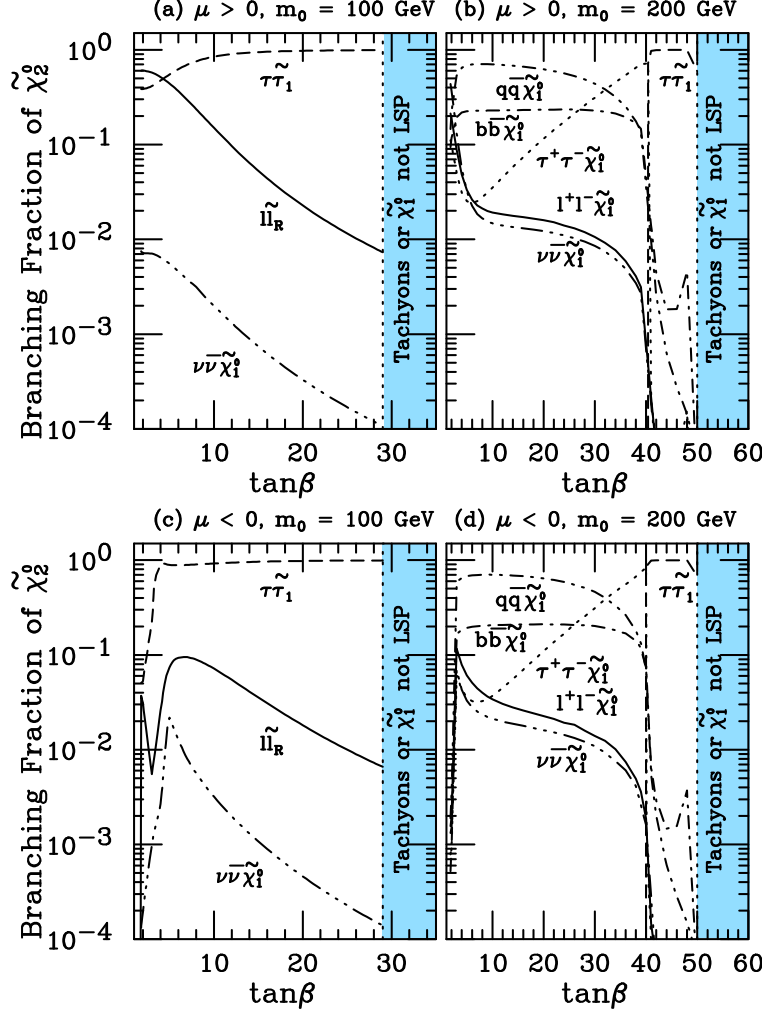 (a) μ > 0, m₀ = 100 GeV
(b) μ > 0, m₀ = 200 GeV
Branching Fraction of χ̃₂⁰
10⁰
10⁻¹
10⁻²
10⁻³
10⁻⁴
ττ̃₁
ll̃_R
νν̄χ̃₁⁰
Tachyons or χ̃₁⁰ not LSP
10
20
30
tanβ
qq̄χ̃₁⁰
bb̄χ̃₁⁰
ττ̃₁
τ⁺τ⁻χ̃₁⁰
l⁺l⁻χ̃₁⁰
νν̄χ̃₁⁰
Tachyons or χ̃₁⁰ not LSP
10
20
30
40
50
60
tanβ
(c) μ < 0, m₀ = 100 GeV
(d) μ < 0, m₀ = 200 GeV
Branching Fraction of χ̃₂⁰
10⁰
10⁻¹
10⁻²
10⁻³
10⁻⁴
ττ̃₁
ll̃_R
νν̄χ̃₁⁰
Tachyons or χ̃₁⁰ not LSP
10
20
30
tanβ
qq̄χ̃₁⁰
bb̄χ̃₁⁰
ττ̃₁
τ⁺τ⁻χ̃₁⁰
l⁺l⁻χ̃₁⁰
νν̄χ̃₁⁰
Tachyons or χ̃₁⁰ not LSP
10
20
30
40
50
60
tanβ